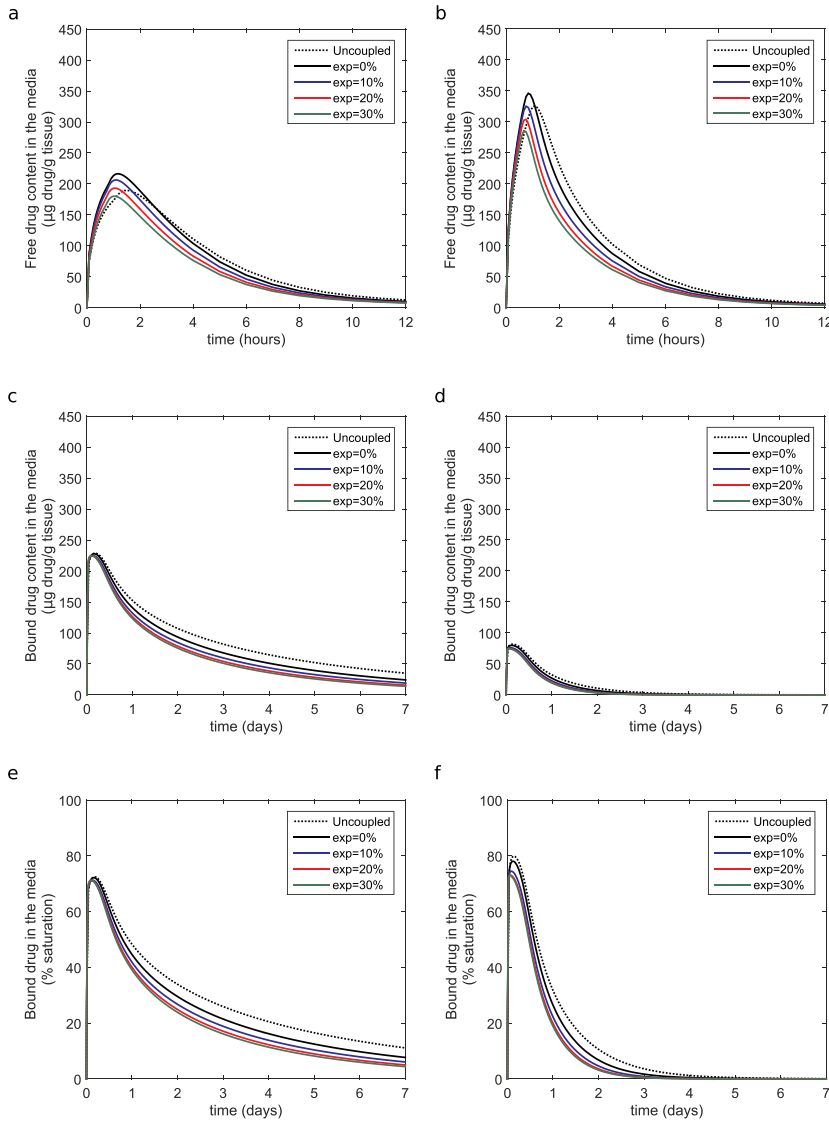 a
450
400
350
300
250
200
150
100
50
0
Free drug content in the media
(µg drug/g tissue)
Uncoupled
exp=0%
exp=10%
exp=20%
exp=30%
0 2 4 6 8 10 12
time (hours)
b
450
400
350
300
250
200
150
100
50
0
Free drug content in the media
(µg drug/g tissue)
Uncoupled
exp=0%
exp=10%
exp=20%
exp=30%
0 2 4 6 8 10 12
time (hours)
c
450
400
350
300
250
200
150
100
50
0
Bound drug content in the media
(µg drug/g tissue)
Uncoupled
exp=0%
exp=10%
exp=20%
exp=30%
0 1 2 3 4 5 6 7
time (days)
d
450
400
350
300
250
200
150
100
50
0
Bound drug content in the media
(µg drug/g tissue)
Uncoupled
exp=0%
exp=10%
exp=20%
exp=30%
0 1 2 3 4 5 6 7
time (days)
e
100
80
60
40
20
0
Bound drug in the media
(% saturation)
Uncoupled
exp=0%
exp=10%
exp=20%
exp=30%
0 1 2 3 4 5 6 7
time (days)
f
100
80
60
40
20
0
Bound drug in the media
(% saturation)
Uncoupled
exp=0%
exp=10%
exp=20%
exp=30%
0 1 2 3 4 5 6 7
time (days)